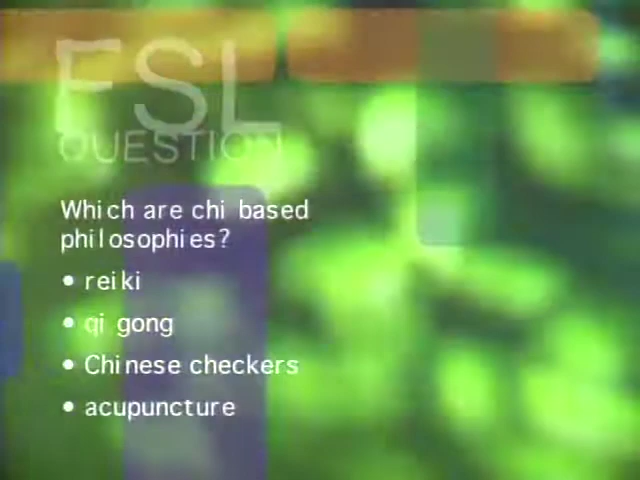 ESL
QUESTION
Which are chi based
philosophies?
• reiki
• qi gong
• Chinese checkers
• acupuncture